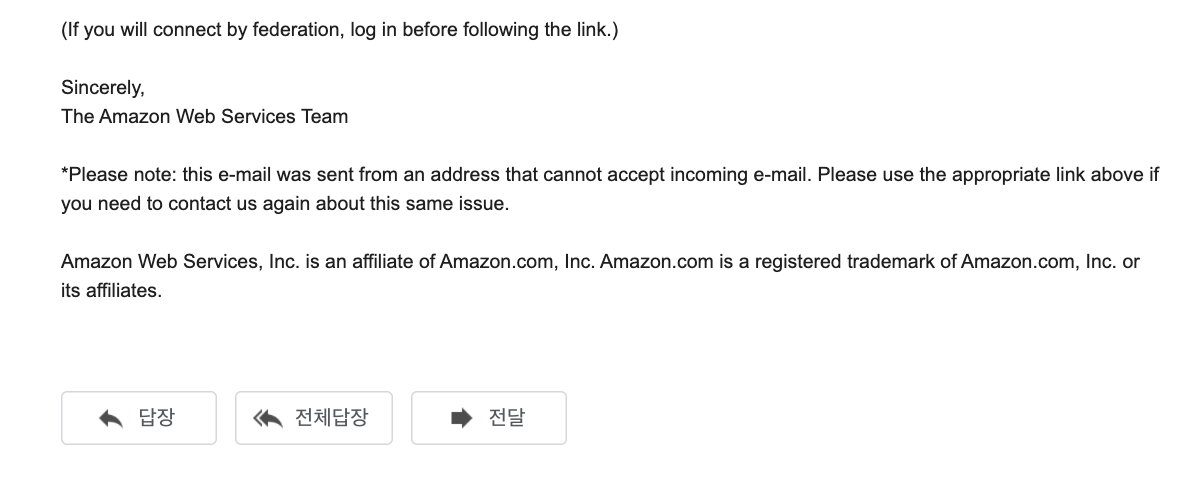 (If you will connect by federation, log in before following the link.)
Sincerely,
The Amazon Web Services Team
*Please note: this e-mail was sent from an address that cannot accept incoming e-mail. Please use the appropriate link above if
you need to contact us again about this same issue.
Amazon Web Services, Inc. is an affiliate of Amazon.com, Inc. Amazon.com is a registered trademark of Amazon.com, Inc. or
its affiliates.
답장 전체답장 전달